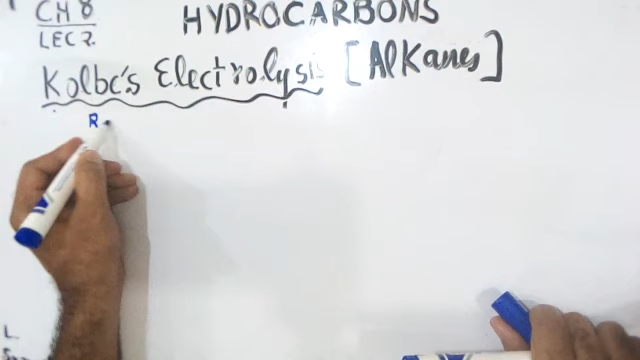 CH 8
HYDROCARBONS
LEC 2.
Kolbe's Electrolysis [Alkanes]
R
L